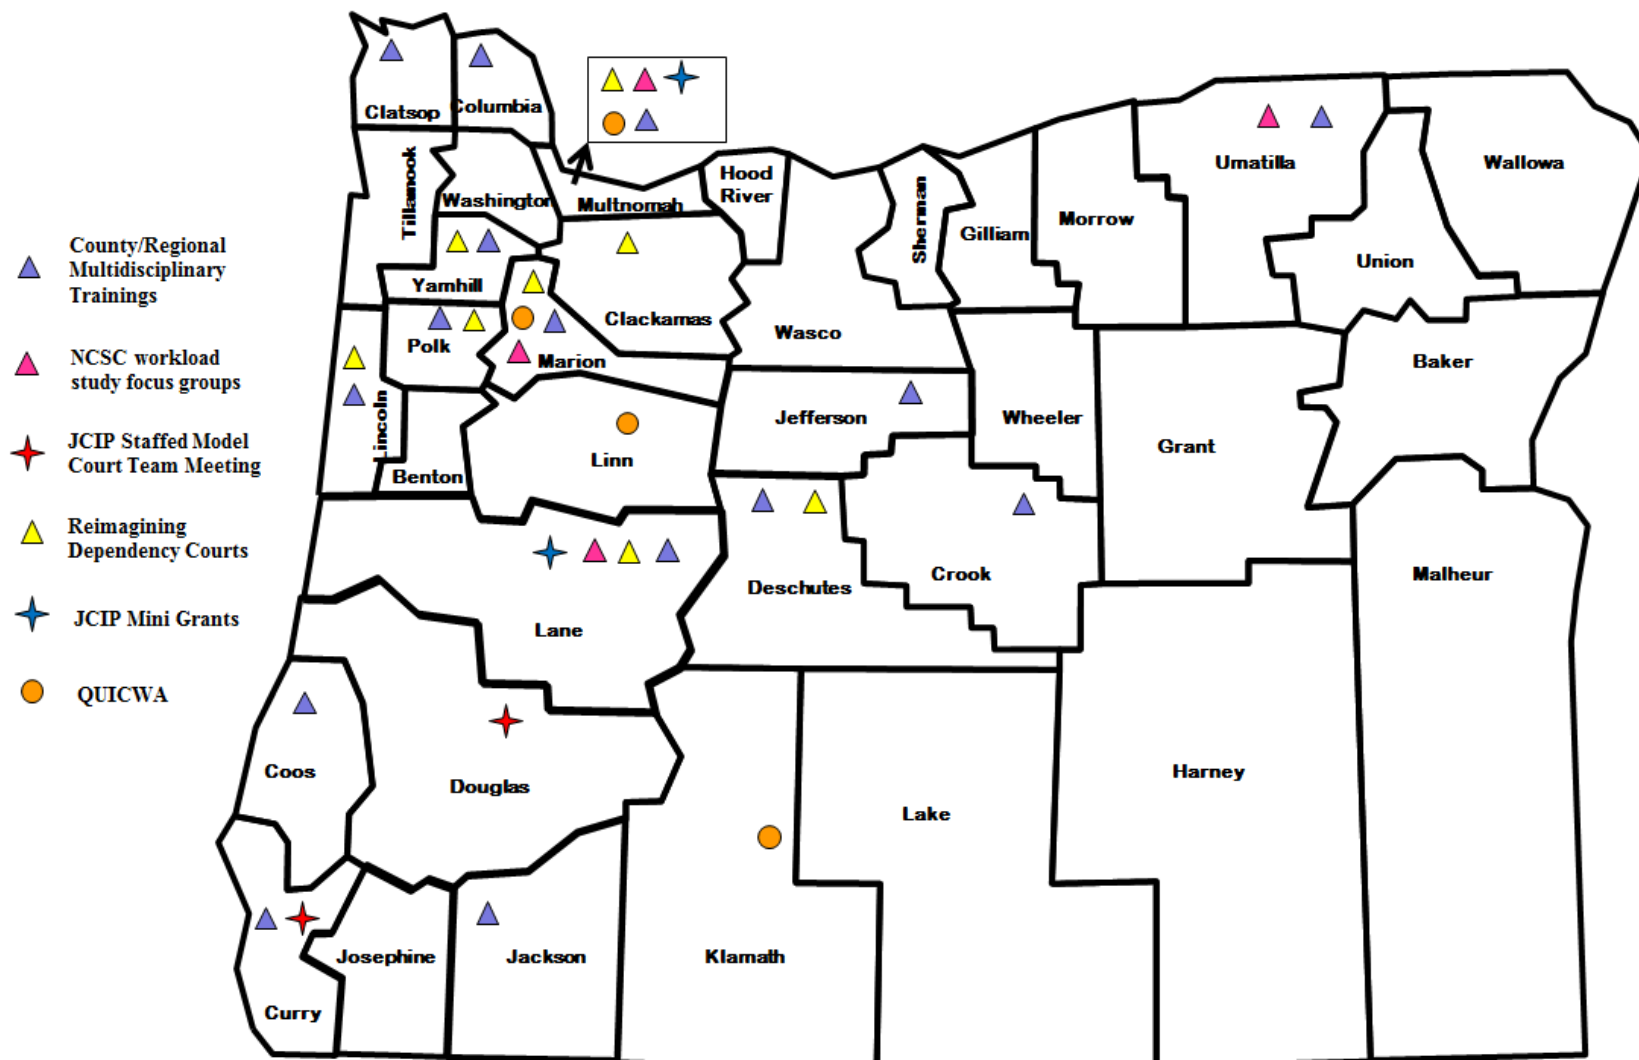 County/Regional
Multidisciplinary
Trainings
NCSC workload
study focus groups
JCIP Staffed Model
Court Team Meeting
Reimagining
Dependency Courts
JCIP Mini Grants
QUICWA
Clatsop
Columbia
Tillamook
Washington
Multnomah
Hood
River
Sherman
Gilliam
Morrow
Umatilla
Wallowa
Union
Yamhill
Clackamas
Polk
Marion
Wasco
Baker
Lincoln
Benton
Linn
Jefferson
Wheeler
Grant
Lane
Deschutes
Crook
Malheur
Coos
Douglas
Lake
Harney
Curry
Josephine
Jackson
Klamath